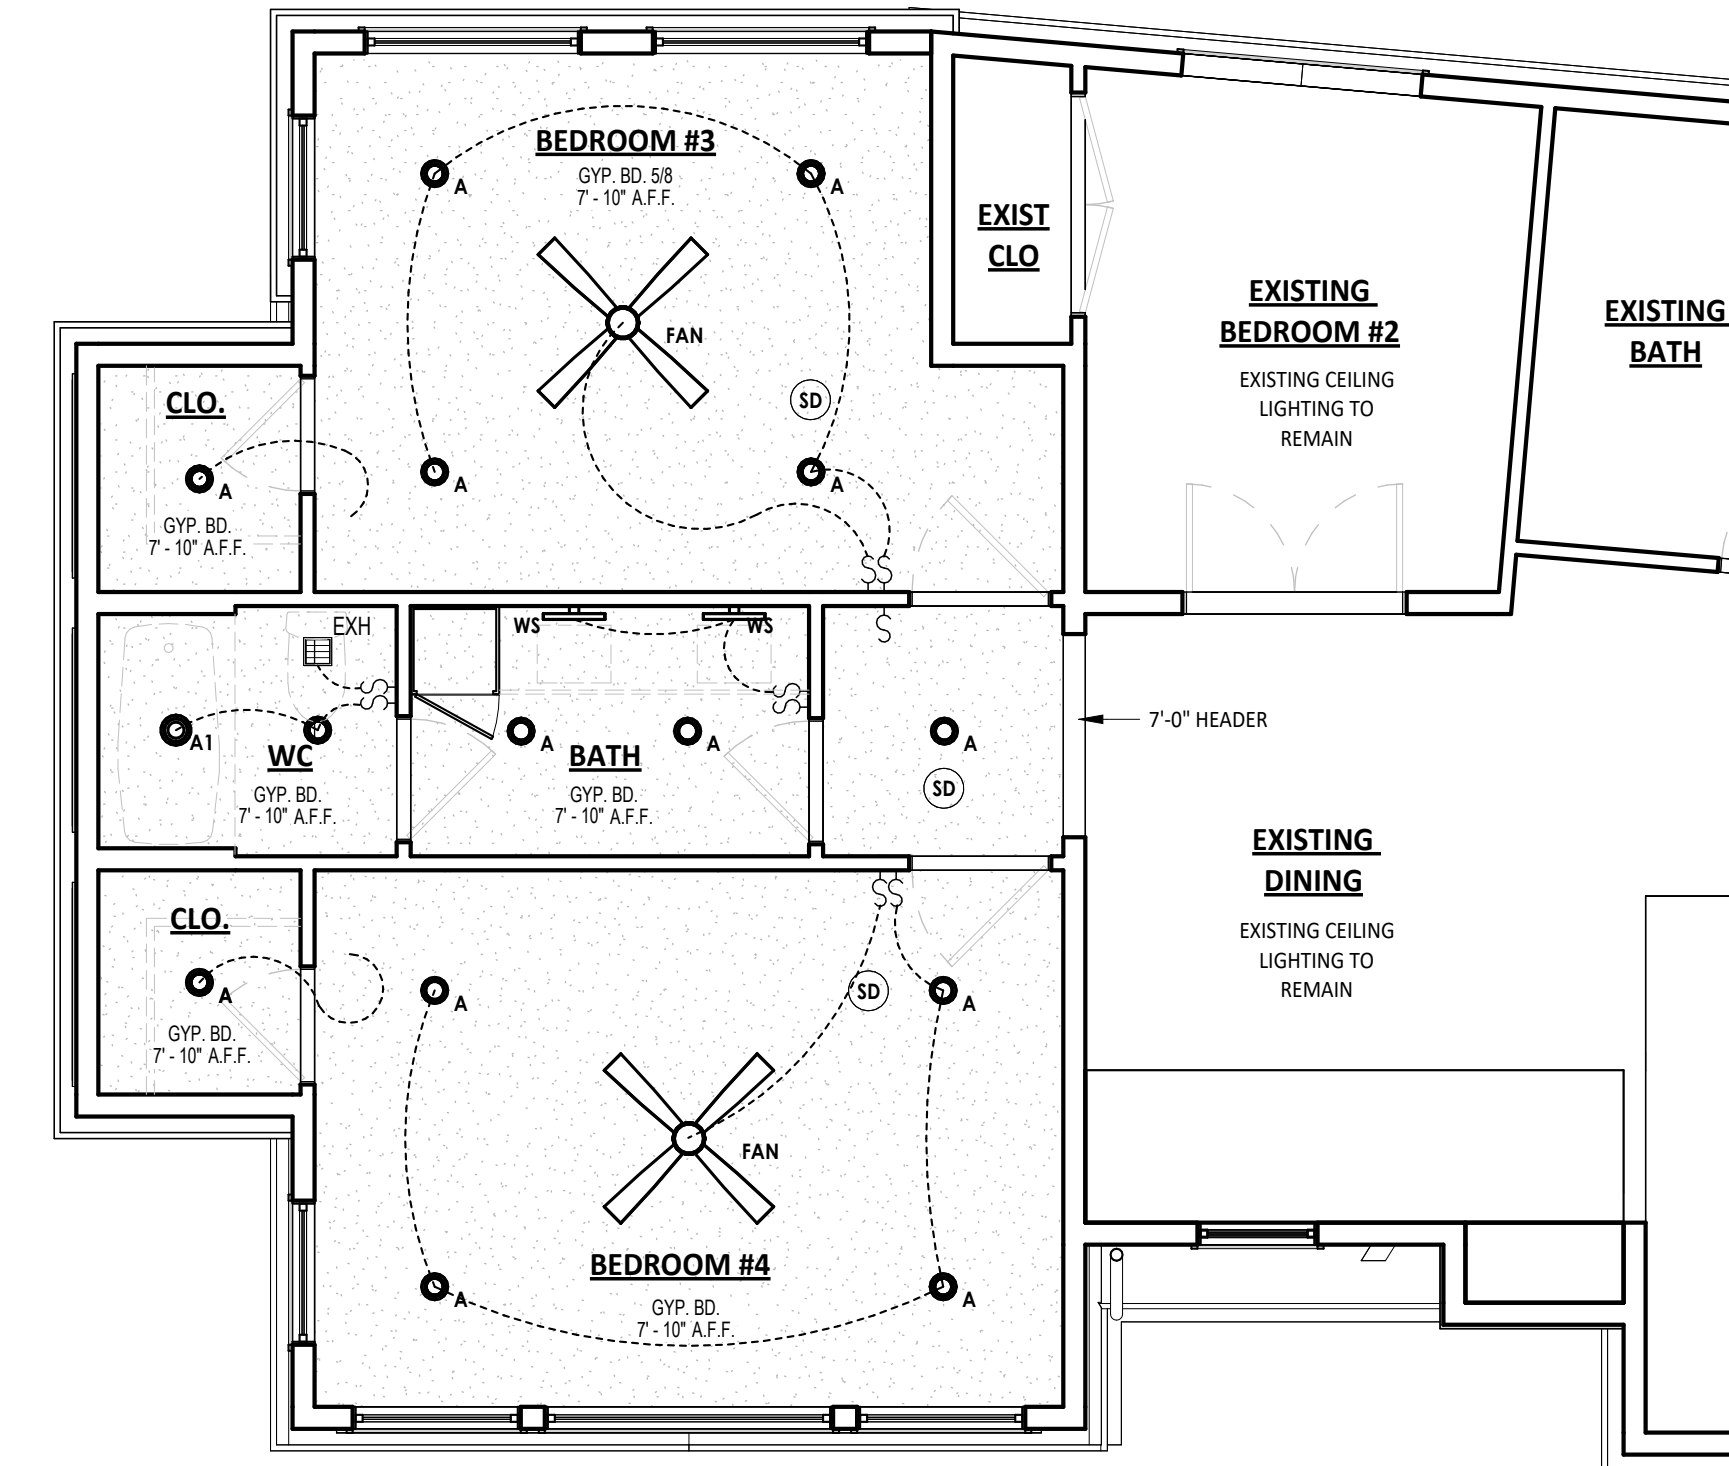 BEDROOM #3
GYP. BD. 5/8
7' - 10" A.F.F.
A
A
FAN
SD
A
A
EXIST
CLO
EXISTING
BEDROOM #2
EXISTING CEILING
LIGHTING TO
REMAIN
EXISTING
BATH
CLO.
A
GYP. BD.
7' - 10" A.F.F.
EXH
A1
WC
GYP. BD.
7' - 10" A.F.F.
WS
WS
A
A
BATH
GYP. BD.
7' - 10" A.F.F.
A
SD
7'-0" HEADER
EXISTING
DINING
EXISTING CEILING
LIGHTING TO
REMAIN
CLO.
A
GYP. BD.
7' - 10" A.F.F.
A
SD
A
FAN
BEDROOM #4
GYP. BD.
7' - 10" A.F.F.
A
A